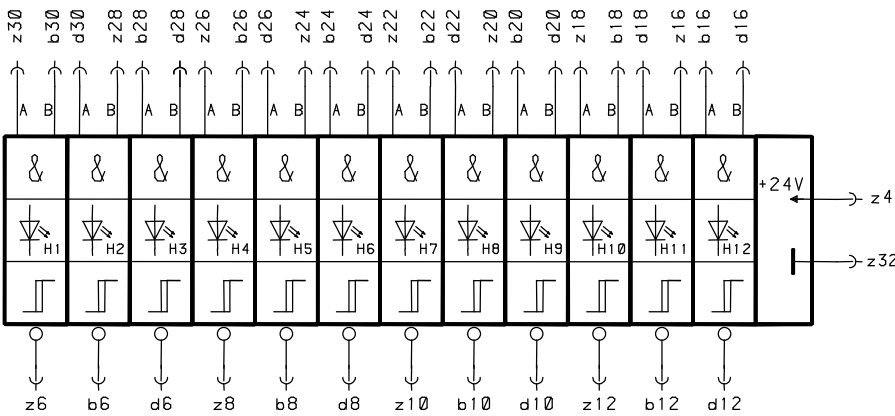 z30 b30 d30 z28 b28 d28 z26 b26 d26 z24 b24 d24 z22 b22 d22 z20 b20 d20 z18 b18 d18 z16 b16 d16
A B A B A B A B A B A B A B A B A B A B A B A B
& & & & & & & & & & & &
+24V
z4
H1 H2 H3 H4 H5 H6 H7 H8 H9 H10 H11 H12
z32
z6 b6 d6 z8 b8 d8 z10 b10 d10 z12 b12 d12